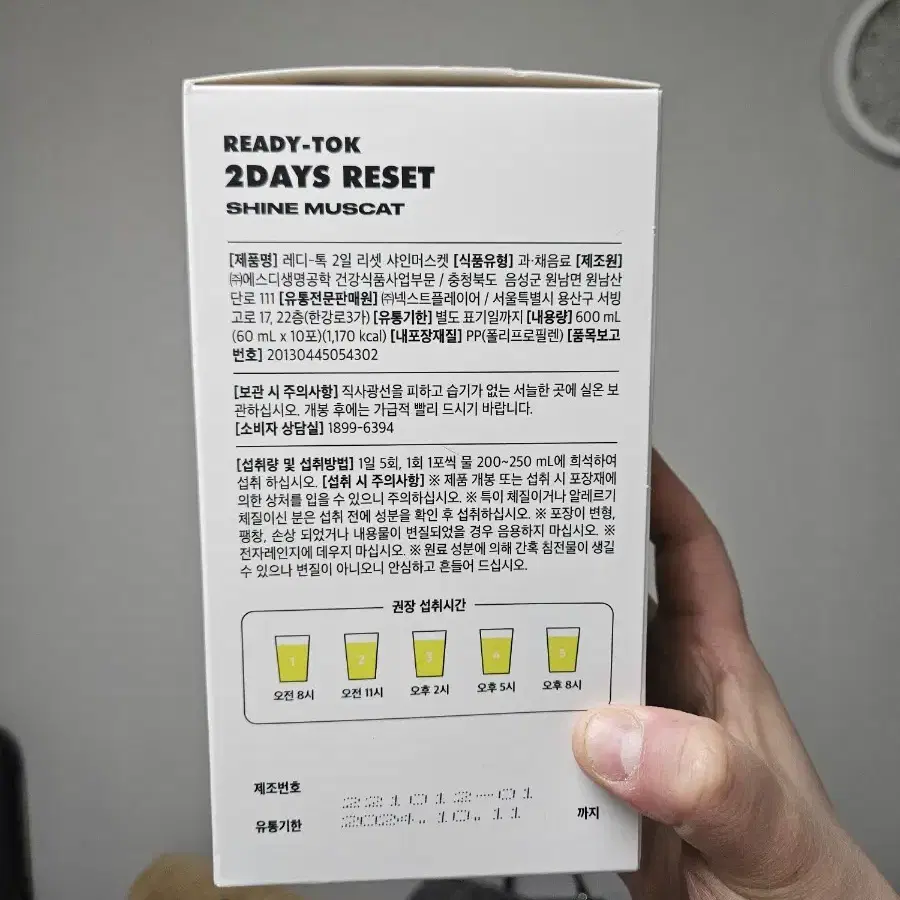 READY-TOK
2DAYS RESET
SHINE MUSCAT
[제품명] 레디-톡 2일 리셋 샤인머스켓 [식품유형] 과·채음료 [제조원]
㈜에스디생명공학 건강식품사업부문 / 충청북도 음성군 원남면 원남산
단로 111 [유통전문판매원] ㈜넥스트플레이어 / 서울특별시 용산구 서빙
고로 17, 22층(한강로3가) [유통기한] 별도 표기일까지 [내용량] 600 mL
(60 mL x 10포)(1,170 kcal) [내포장재질] PP(폴리프로필렌) [품목보고
번호] 20130445054302
[보관 시 주의사항] 직사광선을 피하고 습기가 없는 서늘한 곳에 실온 보
관하십시오. 개봉 후에는 가급적 빨리 드시기 바랍니다.
[소비자 상담실] 1899-6394
[섭취량 및 섭취방법] 1일 5회, 1회 1포씩 물 200~250 mL에 희석하여
섭취 하십시오. [섭취 시 주의사항] ※ 제품 개봉 또는 섭취 시 포장재에
의한 상처를 입을 수 있으니 주의하십시오. ※ 특이 체질이거나 알레르기
체질이신 분은 섭취 전에 성분을 확인 후 섭취하십시오. ※ 포장이 변형,
팽창, 손상 되었거나 내용물이 변질되었을 경우 음용하지 마십시오. ※
전자레인지에 데우지 마십시오. ※ 원료 성분에 의해 간혹 침전물이 생길
수 있으나 변질이 아니오니 안심하고 흔들어 드십시오.
권장 섭취시간
1 2 3 4 5
오전 8시 오전 11시 오후 2시 오후 5시 오후 8시
제조번호 221012-01
유통기한 2024. 10. 11 까지